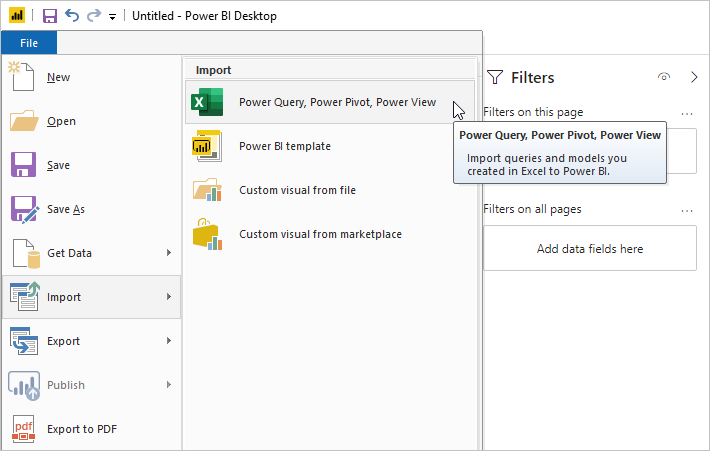 Untitled - Power BI Desktop
File
New
Open
Save
Save As
Get Data
Import
Export
Publish
pdf
Export to PDF
Import
Power Query, Power Pivot, Power View
Power BI template
Custom visual from file
Custom visual from marketplace
Filters
Filters on this page
...
Power Query, Power Pivot, Power View
Import queries and models you
created in Excel to Power BI.
Filters on all pages
...
Add data fields here